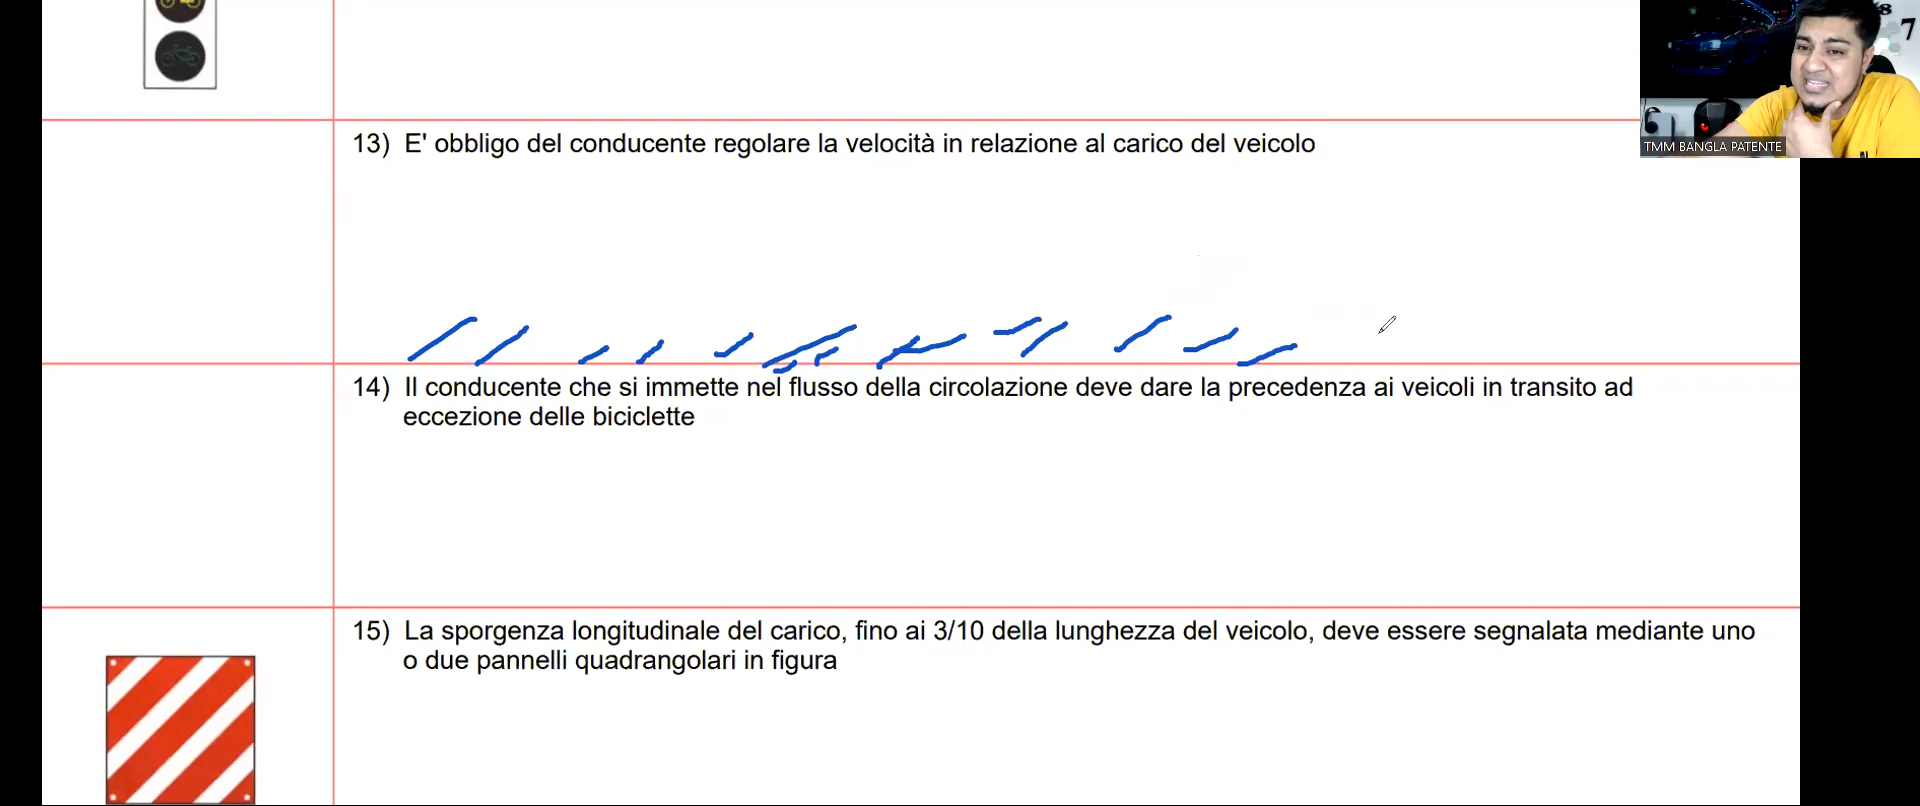 13) E' obbligo del conducente regolare la velocità in relazione al carico del veicolo
TMM BANGLA PATENTE
14) Il conducente che si immette nel flusso della circolazione deve dare la precedenza ai veicoli in transito ad
eccezione delle biciclette
15) La sporgenza longitudinale del carico, fino ai 3/10 della lunghezza del veicolo, deve essere segnalata mediante uno
o due pannelli quadrangolari in figura